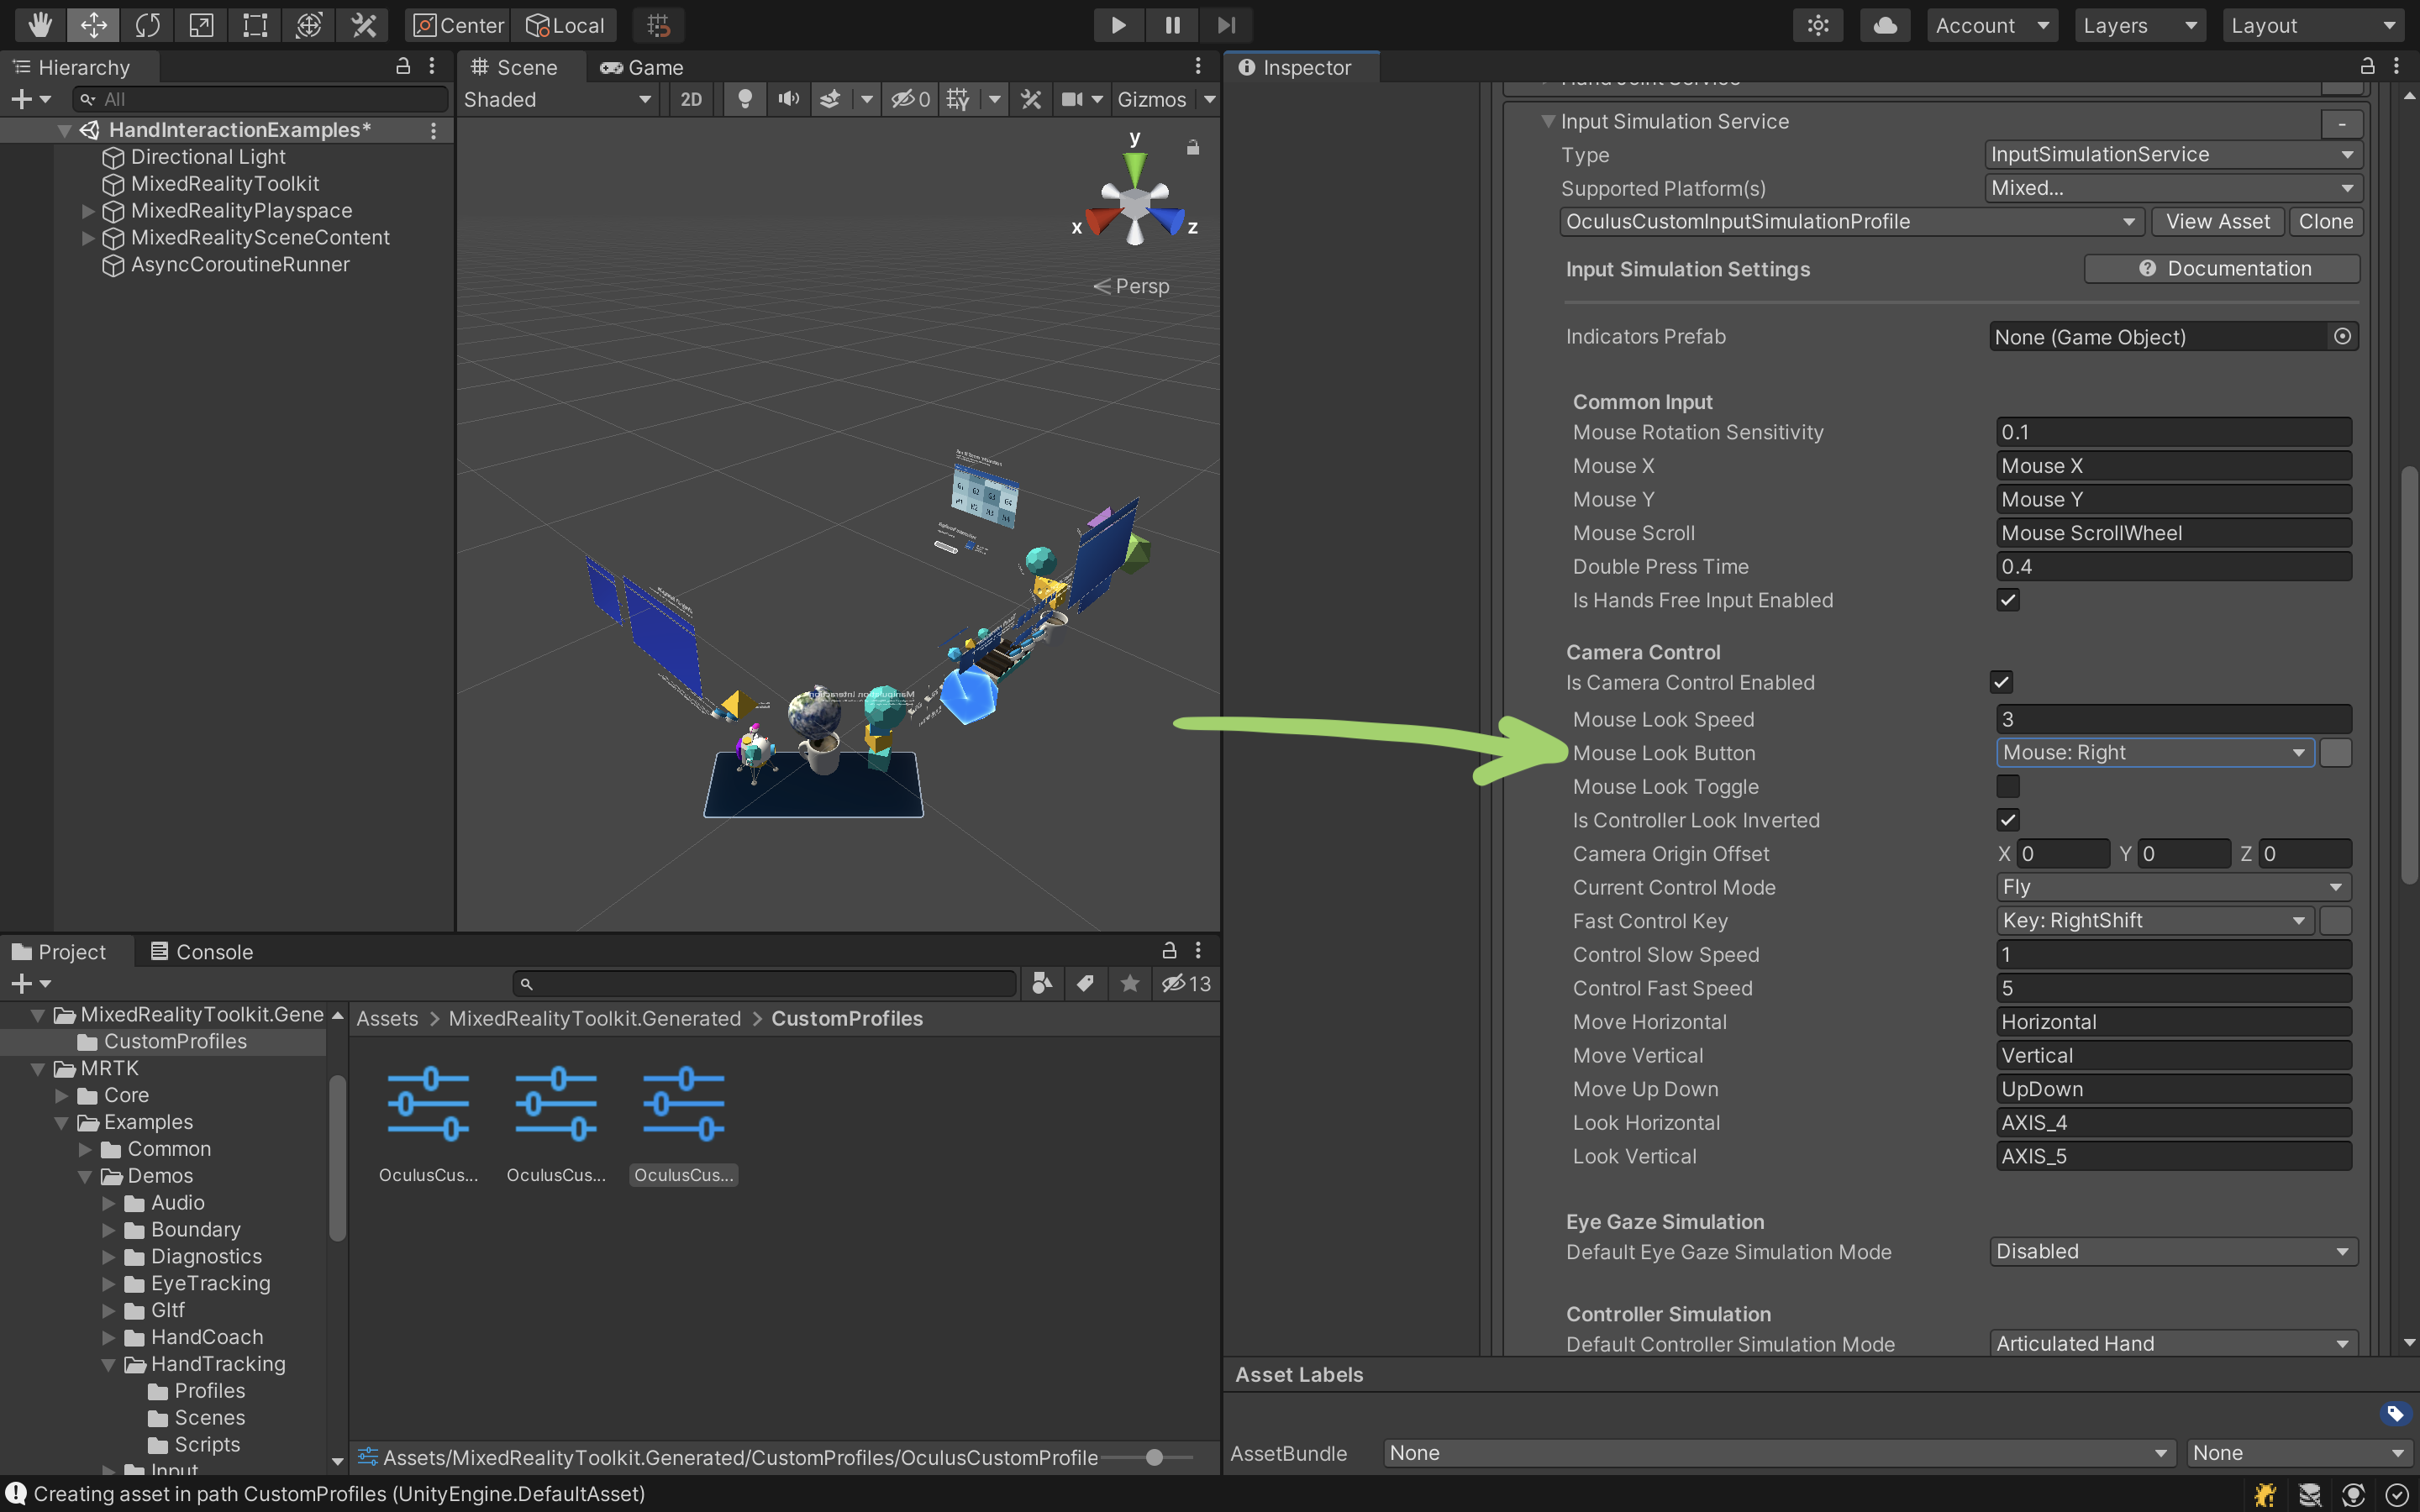 Center
Local
Account
Layers
Layout
Hierarchy
All
HandInteractionExamples*
Directional Light
MixedRealityToolkit
MixedRealityPlayspace
MixedRealitySceneContent
AsyncCoroutineRunner
Scene
Game
Shaded
2D
0
Gizmos
y
x
z
Persp
Project
Console
13
MixedRealityToolkit.Gene
CustomProfiles
MRTK
Core
Examples
Common
Demos
Audio
Boundary
Diagnostics
EyeTracking
Gltf
HandCoach
HandTracking
Profiles
Scenes
Scripts
Input
Assets > MixedRealityToolkit.Generated > CustomProfiles
OculusCus... OculusCus... OculusCus...
Assets/MixedRealityToolkit.Generated/CustomProfiles/OculusCustomProfile
Inspector
Hand Joint Service
Input Simulation Service -
Type InputSimulationService
Supported Platform(s) Mixed...
OculusCustomInputSimulationProfile View Asset Clone
Input Simulation Settings Documentation
Indicators Prefab None (Game Object)
Common Input
Mouse Rotation Sensitivity 0.1
Mouse X Mouse X
Mouse Y Mouse Y
Mouse Scroll Mouse ScrollWheel
Double Press Time 0.4
Is Hands Free Input Enabled
Camera Control
Is Camera Control Enabled
Mouse Look Speed 3
Mouse Look Button Mouse: Right
Mouse Look Toggle
Is Controller Look Inverted
Camera Origin Offset X 0 Y 0 Z 0
Current Control Mode Fly
Fast Control Key Key: RightShift
Control Slow Speed 1
Control Fast Speed 5
Move Horizontal Horizontal
Move Vertical Vertical
Move Up Down UpDown
Look Horizontal AXIS_4
Look Vertical AXIS_5
Eye Gaze Simulation
Default Eye Gaze Simulation Mode Disabled
Controller Simulation
Default Controller Simulation Mode Articulated Hand
Asset Labels
AssetBundle None None
Creating asset in path CustomProfiles (UnityEngine.DefaultAsset)